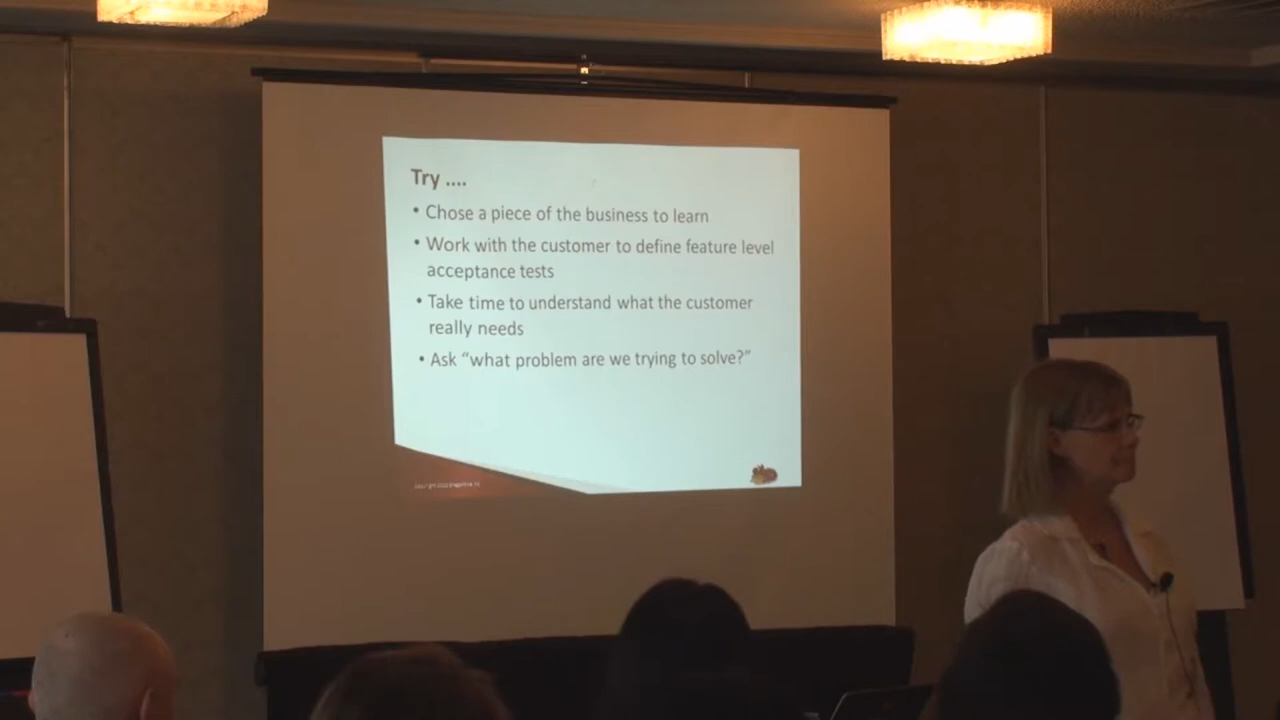 Try ....
• Chose a piece of the business to learn
• Work with the customer to define feature level
acceptance tests
• Take time to understand what the customer
really needs
• Ask “what problem are we trying to solve?”